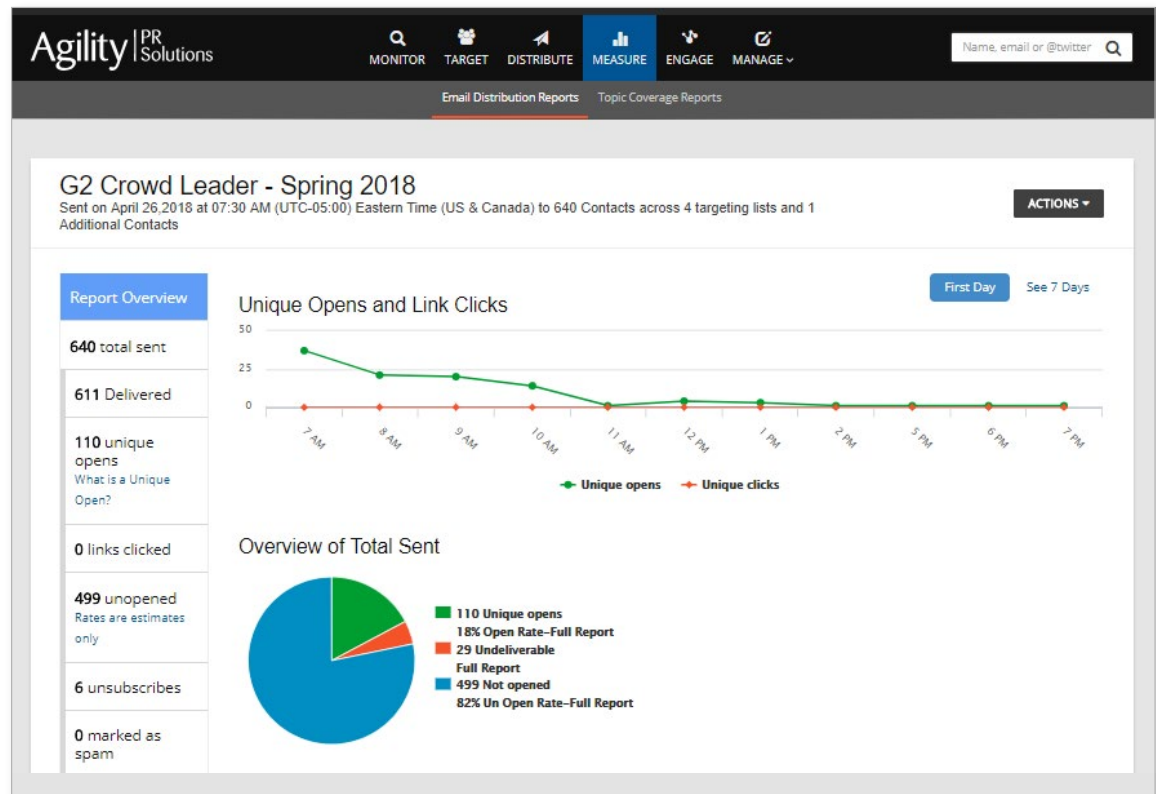 Agility PR Solutions
MONITOR TARGET DISTRIBUTE MEASURE ENGAGE MANAGE
Name, email or @twitter
Email Distribution Reports Topic Coverage Reports
G2 Crowd Leader - Spring 2018
Sent on April 26,2018 at 07:30 AM (UTC-05:00) Eastern Time (US & Canada) to 640 Contacts across 4 targeting lists and 1
Additional Contacts
ACTIONS
Report Overview
640 total sent
611 Delivered
110 unique
opens
What is a Unique
Open?
0 links clicked
499 unopened
Rates are estimates
only
6 unsubscribes
0 marked as
spam
First Day See 7 Days
Unique Opens and Link Clicks
50
25
0
7 AM 8 AM 9 AM 10 AM 11 AM 12 PM 1 PM 2 PM 5 PM 6 PM 7 PM
Unique opens Unique clicks
Overview of Total Sent
110 Unique opens
18% Open Rate-Full Report
29 Undeliverable
Full Report
499 Not opened
82% Un Open Rate-Full Report